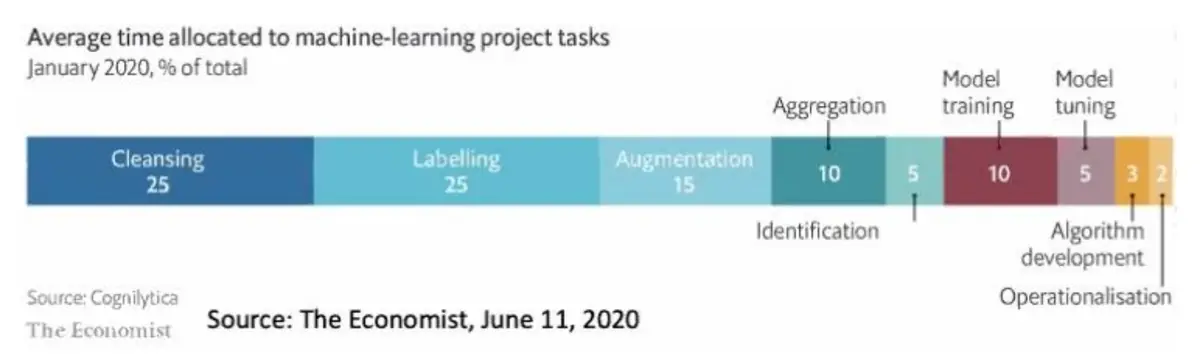 Average time allocated to machine-learning project tasks
January 2020, % of total
Aggregation
Model
training
Model
tuning
Cleansing
25
Labelling
25
Augmentation
15
10
5
10
5
3
2
Identification
Algorithm
development
Operationalisation
Source: Cognilytica
The Economist
Source: The Economist, June 11, 2020